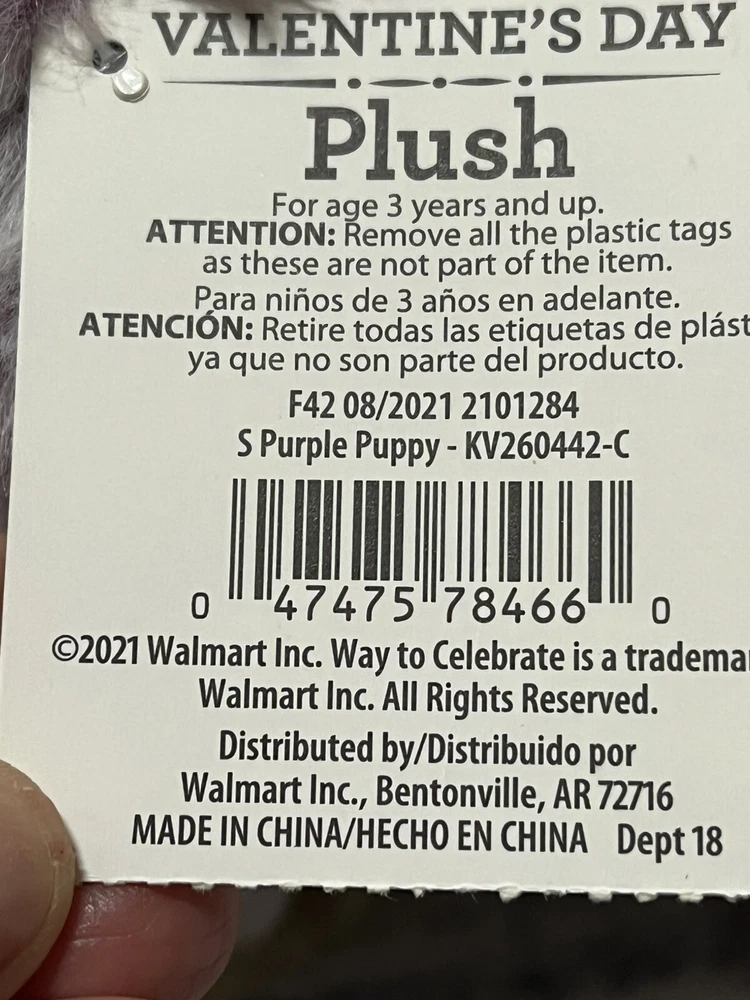 VALENTINE'S DAY
Plush
For age 3 years and up.
ATTENTION: Remove all the plastic tags
as these are not part of the item.
Para niños de 3 años en adelante.
ATENCIÓN: Retire todas las etiquetas de plást
ya que no son parte del producto.
F42 08/2021 2101284
S Purple Puppy - KV260442-C
0 47475 78466 0
©2021 Walmart Inc. Way to Celebrate is a tradema
Walmart Inc. All Rights Reserved.
Distributed by/Distribuido por
Walmart Inc., Bentonville, AR 72716
MADE IN CHINA/HECHO EN CHINA Dept 18